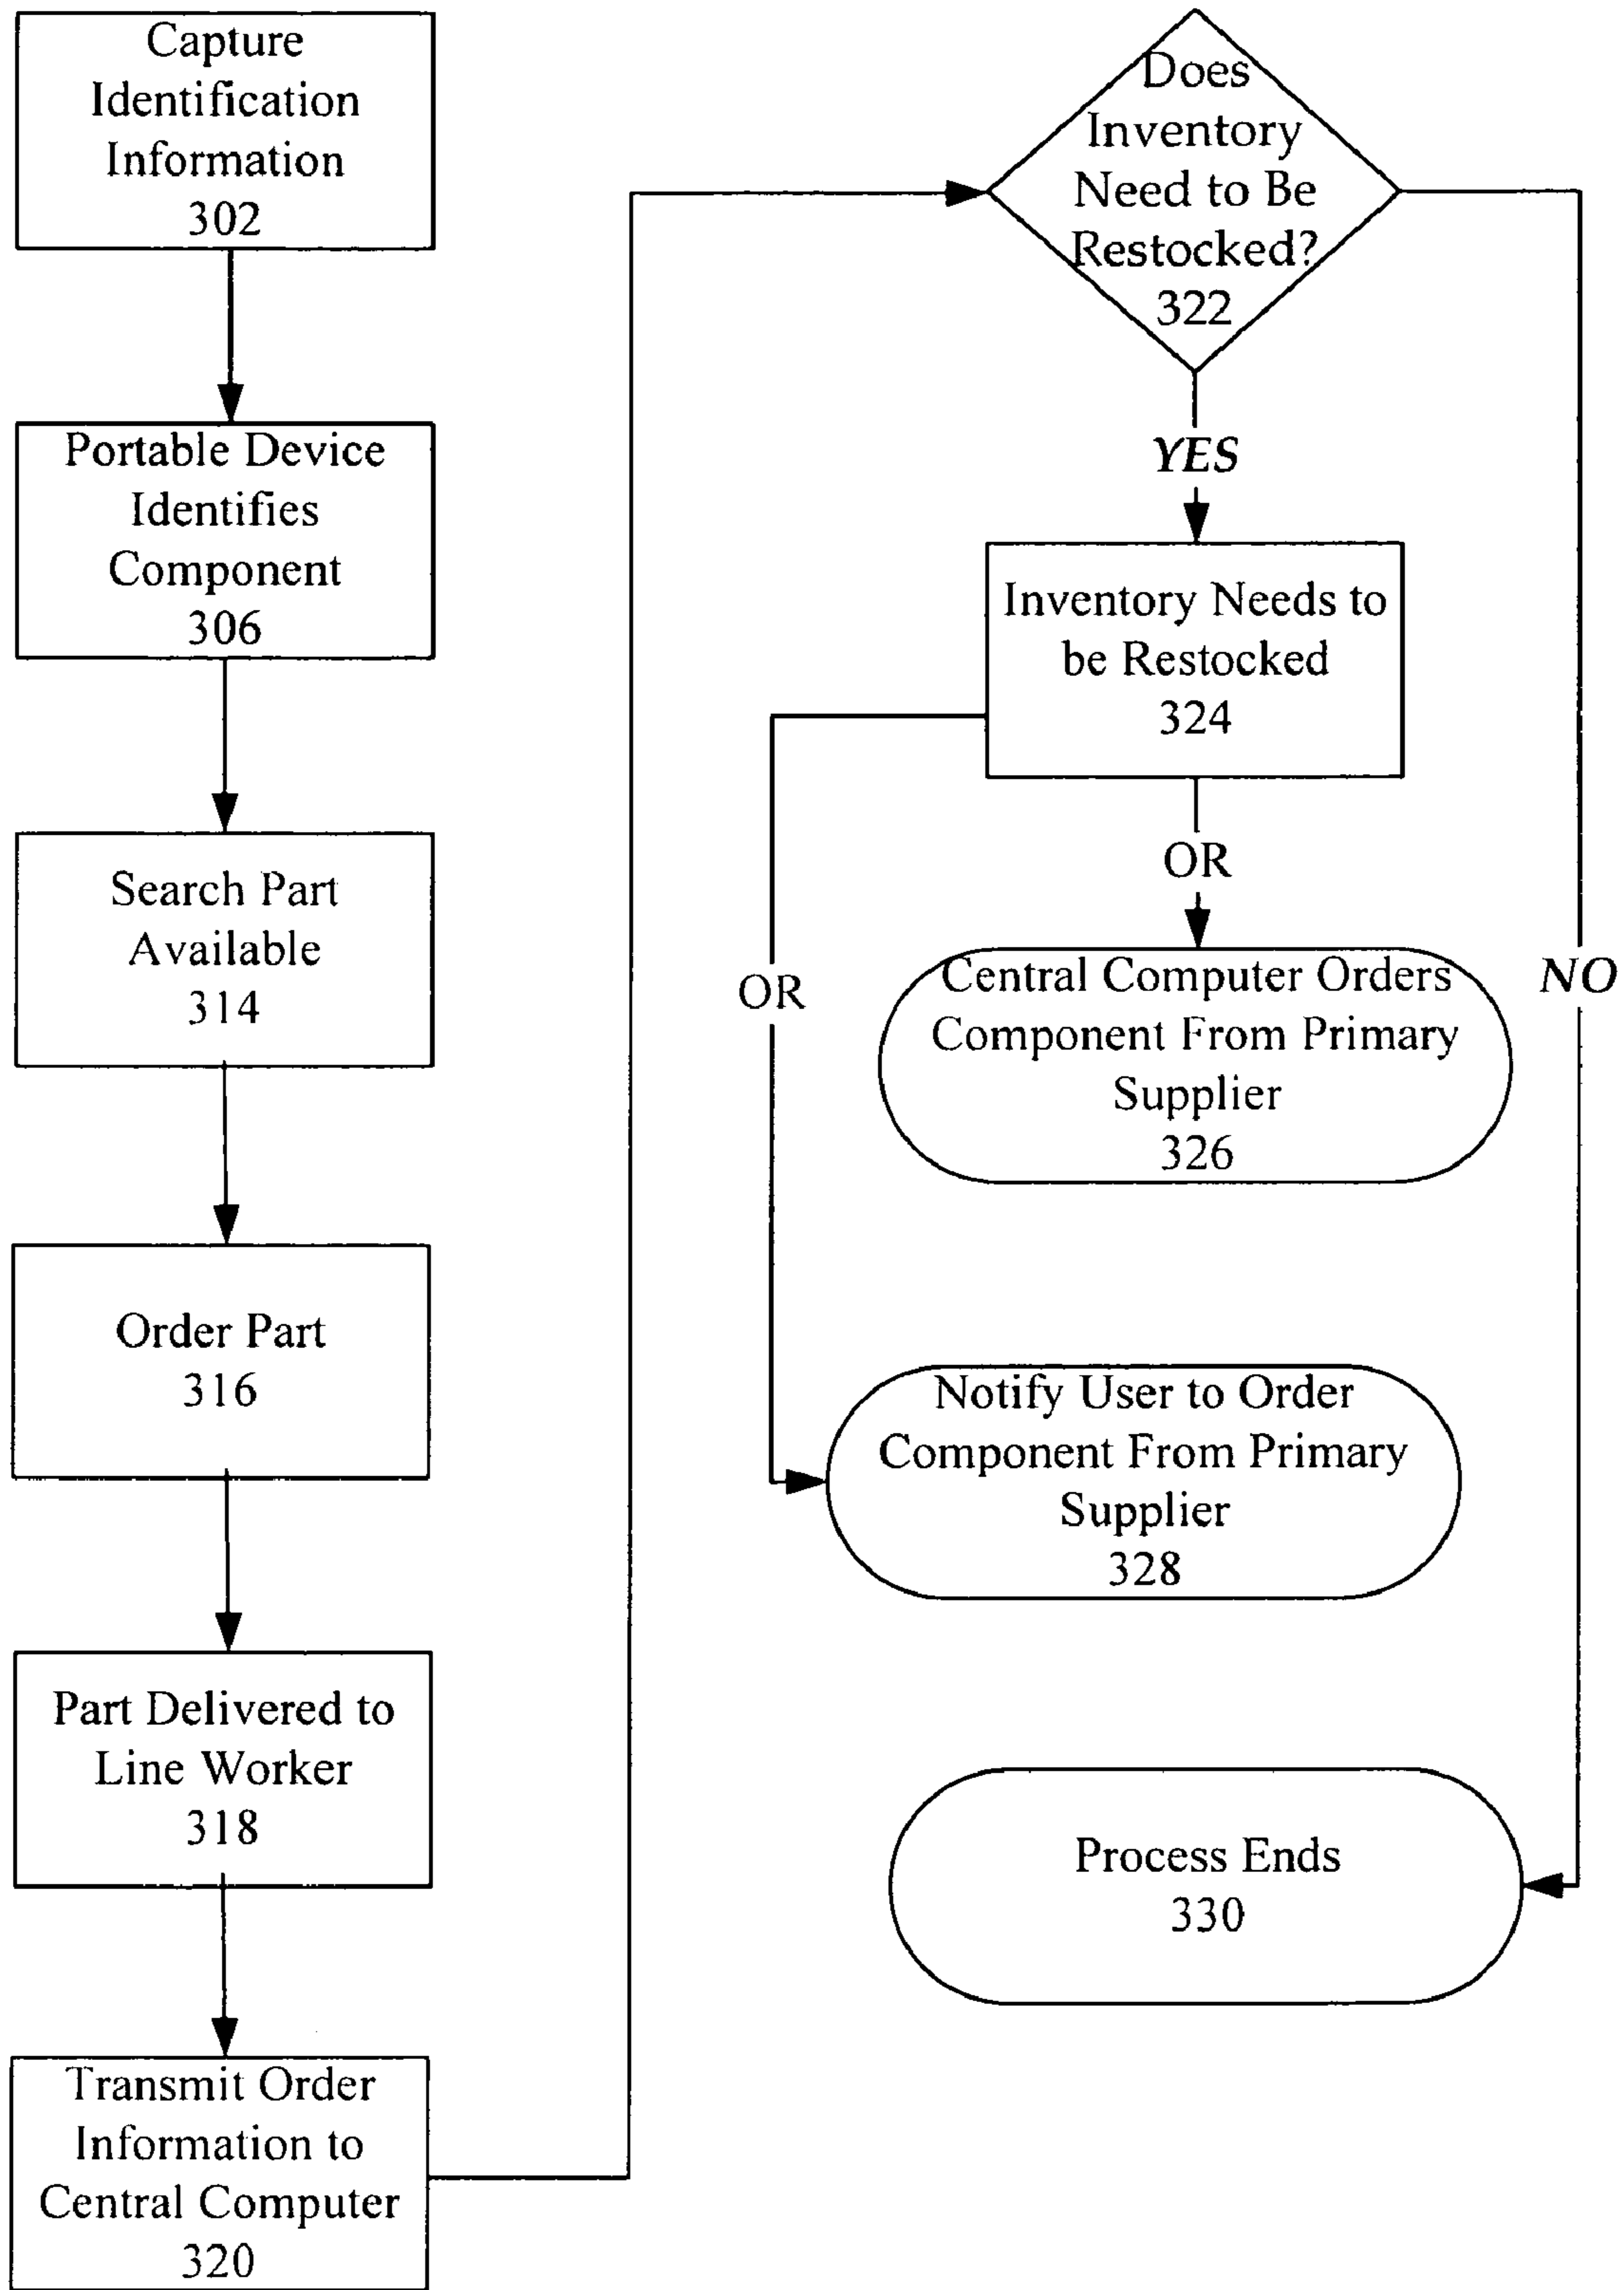 Capture
Identification
Information
302
Portable Device
Identifies
Component
306
Search Part
Available
314
Order Part
316
Part Delivered to
Line Worker
318
Transmit Order
Information to
Central Computer
320
Does
Inventory
Need to Be
Restocked?
322
YES
NO
Inventory Needs to
be Restocked
324
OR
OR
Central Computer Orders
Component From Primary
Supplier
326
Notify User to Order
Component From Primary
Supplier
328
Process Ends
330